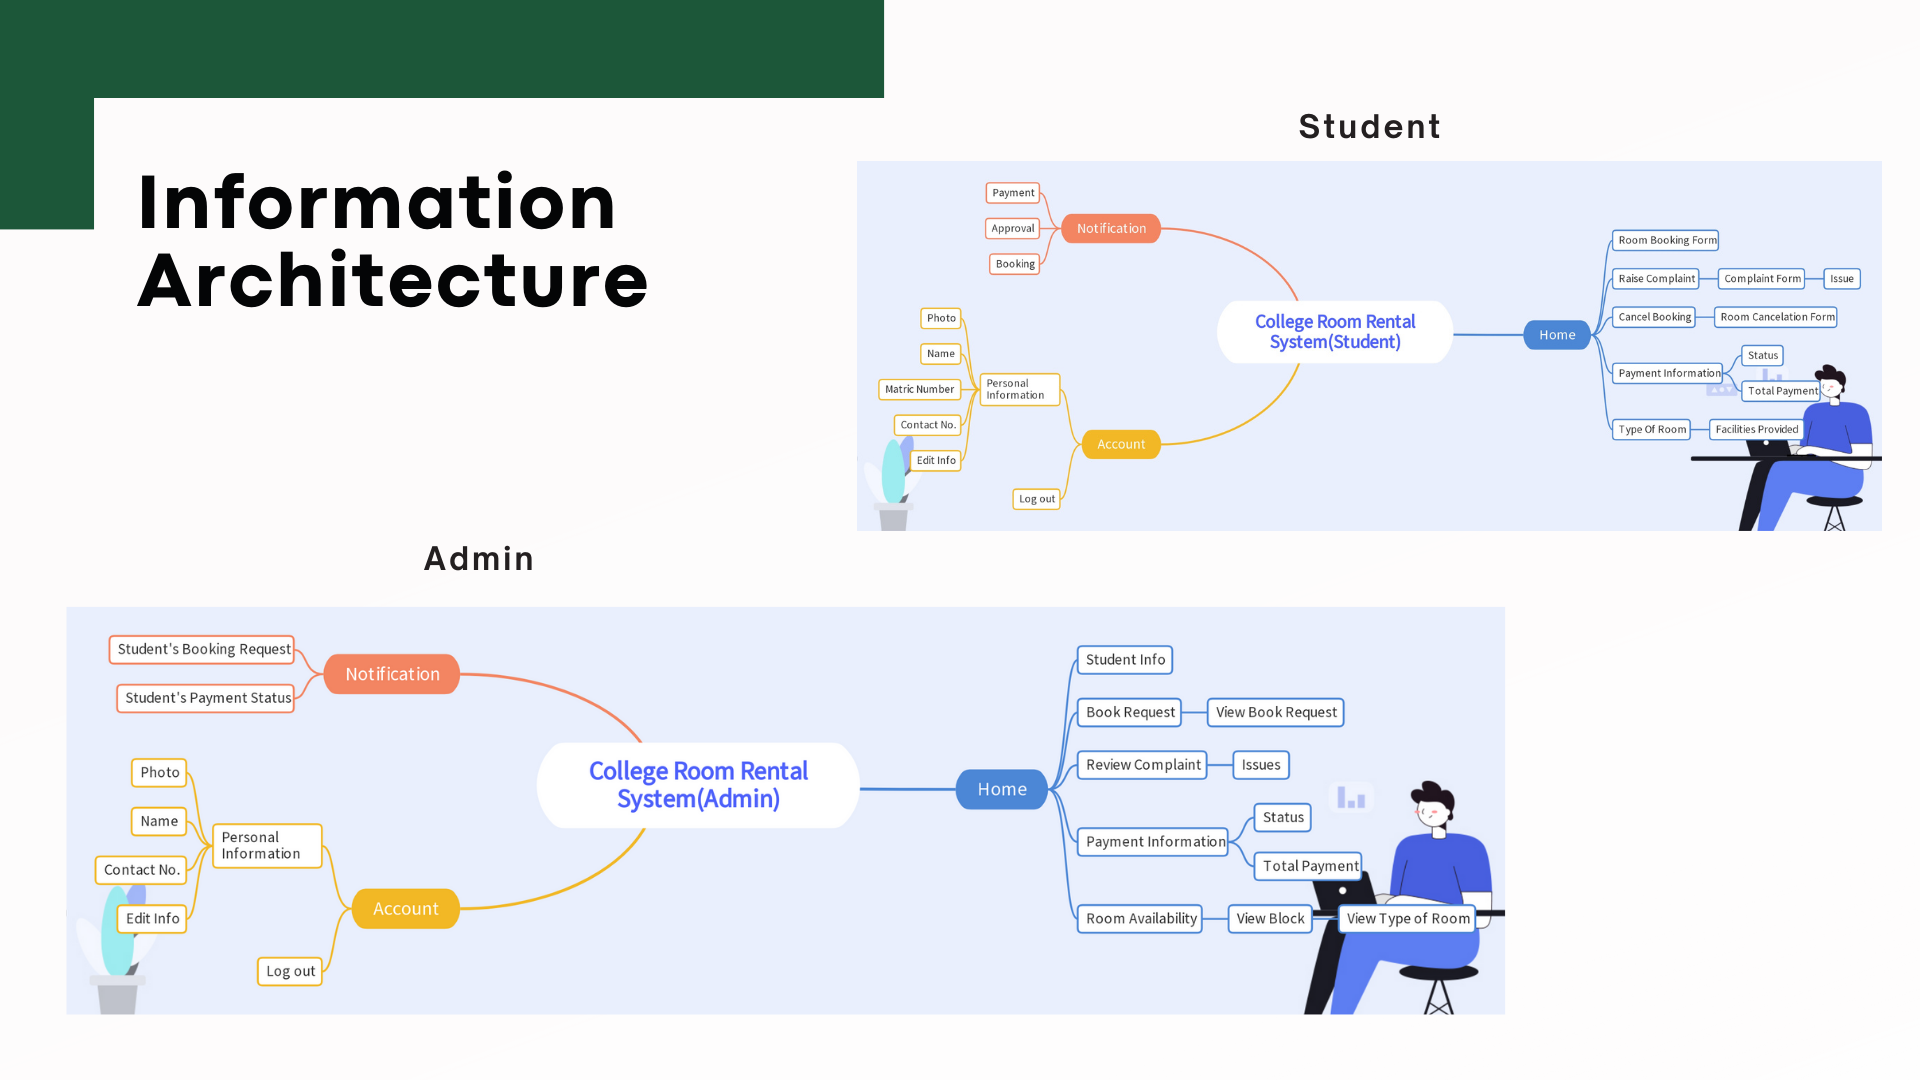 Information
Architecture
Student
Payment
Approval
Booking
Notification
Photo
Name
Matric Number
Contact No.
Edit Info
Personal
Information
Log out
Account
College Room Rental
System(Student)
Home
Room Booking Form
Raise Complaint
Complaint Form
Issue
Cancel Booking
Room Cancelation Form
Payment Information
Status
Total Payment
Type Of Room
Facilities Provided
Admin
Student's Booking Request
Student's Payment Status
Notification
Photo
Name
Contact No.
Edit Info
Personal
Information
Log out
Account
College Room Rental
System(Admin)
Home
Student Info
Book Request
View Book Request
Review Complaint
Issues
Payment Information
Status
Total Payment
Room Availability
View Block
View Type of Room